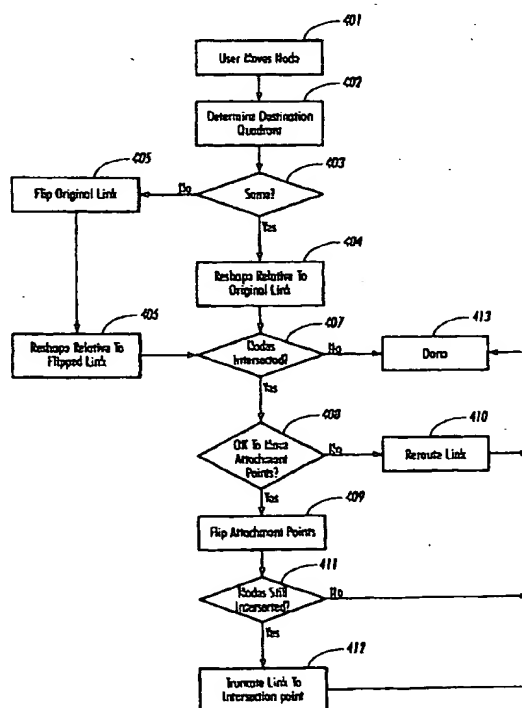 401
User Moves Node
402
Determine Destination
Quadrant
405
403
Flip Original Link
No
Same?
Yes
404
Reshape Relative To
Original Link
406
407
413
Reshape Relative To
Flipped Link
Nodes
Intersected?
No
Done
Yes
408
410
OK To Move
Attachment
Points?
No
Reroute Link
Yes
409
Flip Attachment Points
411
Nodes Still
Intersected?
No
Yes
412
Truncate Link To
Intersection point